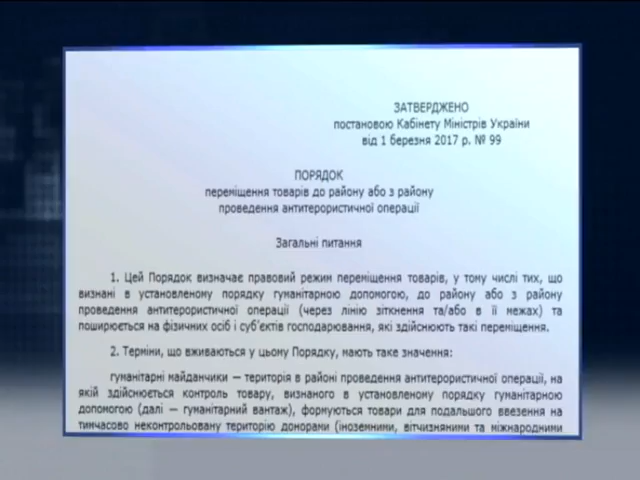 ЗАТВЕРДЖЕНО
постановою Кабінету Міністрів України
від 1 березня 2017 р. № 99
ПОРЯДОК
переміщення товарів до району або з району
проведення антитерористичної операції
Загальні питання
1. Цей Порядок визначає правовий режим переміщення товарів, у тому числі тих, що
визнані в установленому порядку гуманітарною допомогою, до району або з району
проведення антитерористичної операції (через лінію зіткнення та/або в її межах) та
поширюється на фізичних осіб і суб'єктів господарювання, які здійснюють такі переміщення.
2. Терміни, що вживаються у цьому Порядку, мають таке значення:
гуманітарні майданчики — територія в районі проведення антитерористичної операції, на
якій здійснюється контроль товару, визнаного в установленому порядку гуманітарною
допомогою (далі — гуманітарний вантаж), формуються товари для подальшого ввезення на
тимчасово неконтрольовану територію донорами (іноземними, вітчизняними та міжнародними